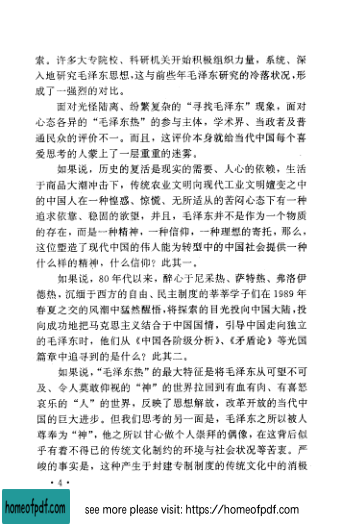 索。许多大专院校、科研机关开始积极组织力量，系统、深
入地研究毛泽东思想，这与前些年毛泽东研究的冷落状况，形
成了一强烈的对比。
面对光怪陆离、纷繁复杂的“寻找毛泽东”现象，面对
心态各异的“毛泽东热”的参与主体，学术界、当政者及普
通民众的评价不一。而且，这评价本身就给当代中国每个喜
爱思考的人蒙上了一层重重的迷雾。
如果说，历史的复活是现实的需要、人心的依赖，生活
于商品大潮冲击下，传统农业文明向现代工业文明嬗变之中
的中国人在一种惶惑、惊慌、无所适从的苦闷心态下有一种
追求依靠、稳固的欲望，并且，毛泽东并不是作为一个物质
的存在，而是一种精神，一种信仰，一种理想的寄托，那么，
这位塑造了现代中国的伟人能为转型中的中国社会提供一种
什么样的精神，什么信仰？此其一。
如果说，80年代以来，醉心于尼采热、萨特热、弗洛伊
德热，沉缅于西方的自由、民主制度的莘莘学子们在1989年
春夏之交的风潮中猛然醒悟，将探索的目光投向中国大陆，投
向成功地把马克思主义结合于中国国情，引导中国走向独立
的毛泽东时，他们从《中国各阶级分析》、《矛盾论》等光国
篇章中追寻到的是什么？此其二。
如果说，“毛泽东热”的最大特征是将毛泽东从可望不可
及、令人莫敢仰视的“神”的世界拉回到有血有肉、有喜怒
哀乐的“人”的世界，反映了思想解放，改革开放的当代中
国的巨大进步。但我们思考的另一面是，毛泽东之所以被人
尊奉为“神”，他之所以甘心做个人崇拜的偶像，在这背后似
乎有着不得已的传统文化制约的环境与社会状况等苦衷。严
峻的事实是，这种产生于封建专制制度的传统文化中的消极
·4·
homeofpdf.com
see more please visit: https://homeofpdf.com
homeofpdf.com